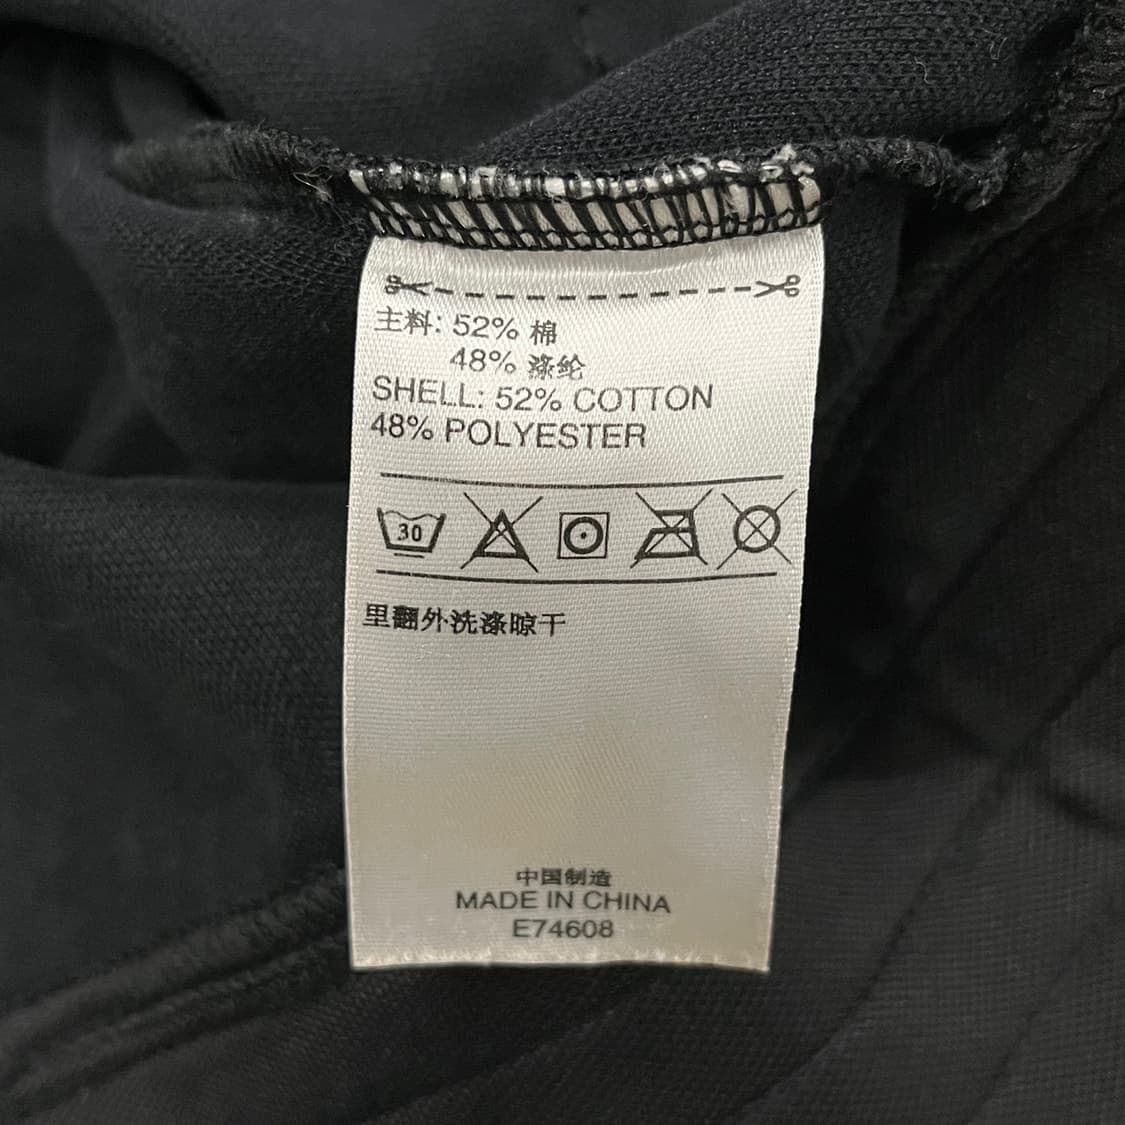 主料: 52% 棉
48% 涤纶
SHELL: 52% COTTON
48% POLYESTER
30
里翻外洗涤晾干
中国制造
MADE IN CHINA
E74608